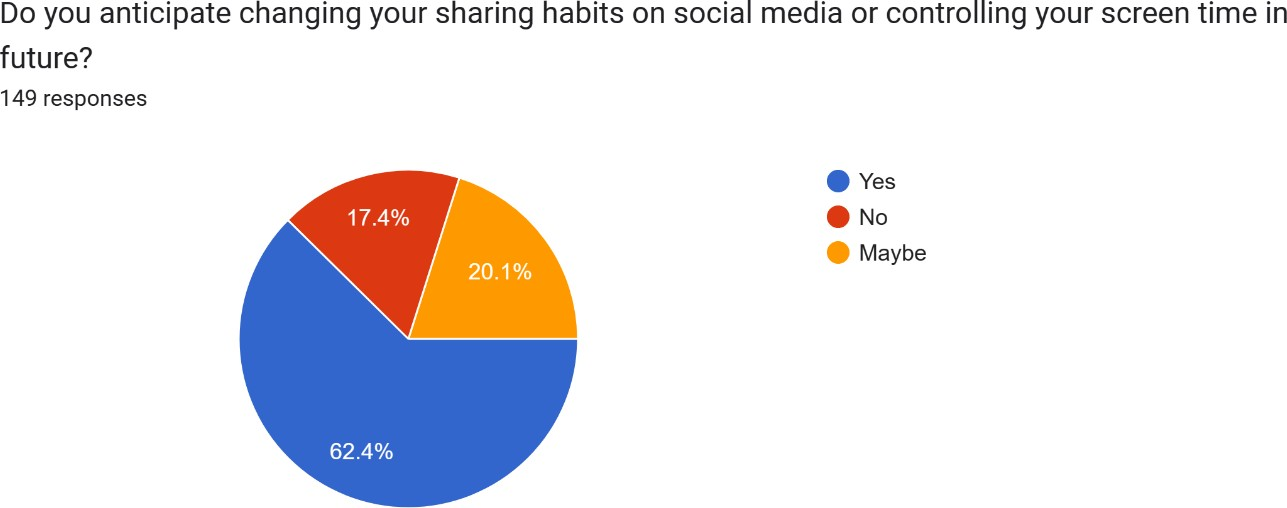 Do you anticipate changing your sharing habits on social media or controlling your screen time in
future?
149 responses
Yes
No
Maybe
17.4%
20.1%
62.4%